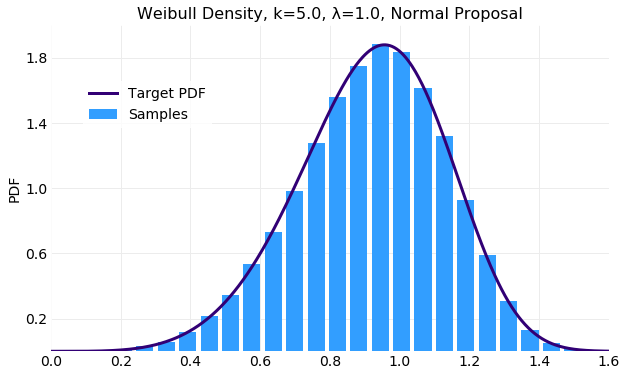 Weibull Density, k=5.0, λ=1.0, Normal Proposal
PDF
1.8
1.4
1.0
0.6
0.2
Target PDF
Samples
0.0 0.2 0.4 0.6 0.8 1.0 1.2 1.4 1.6